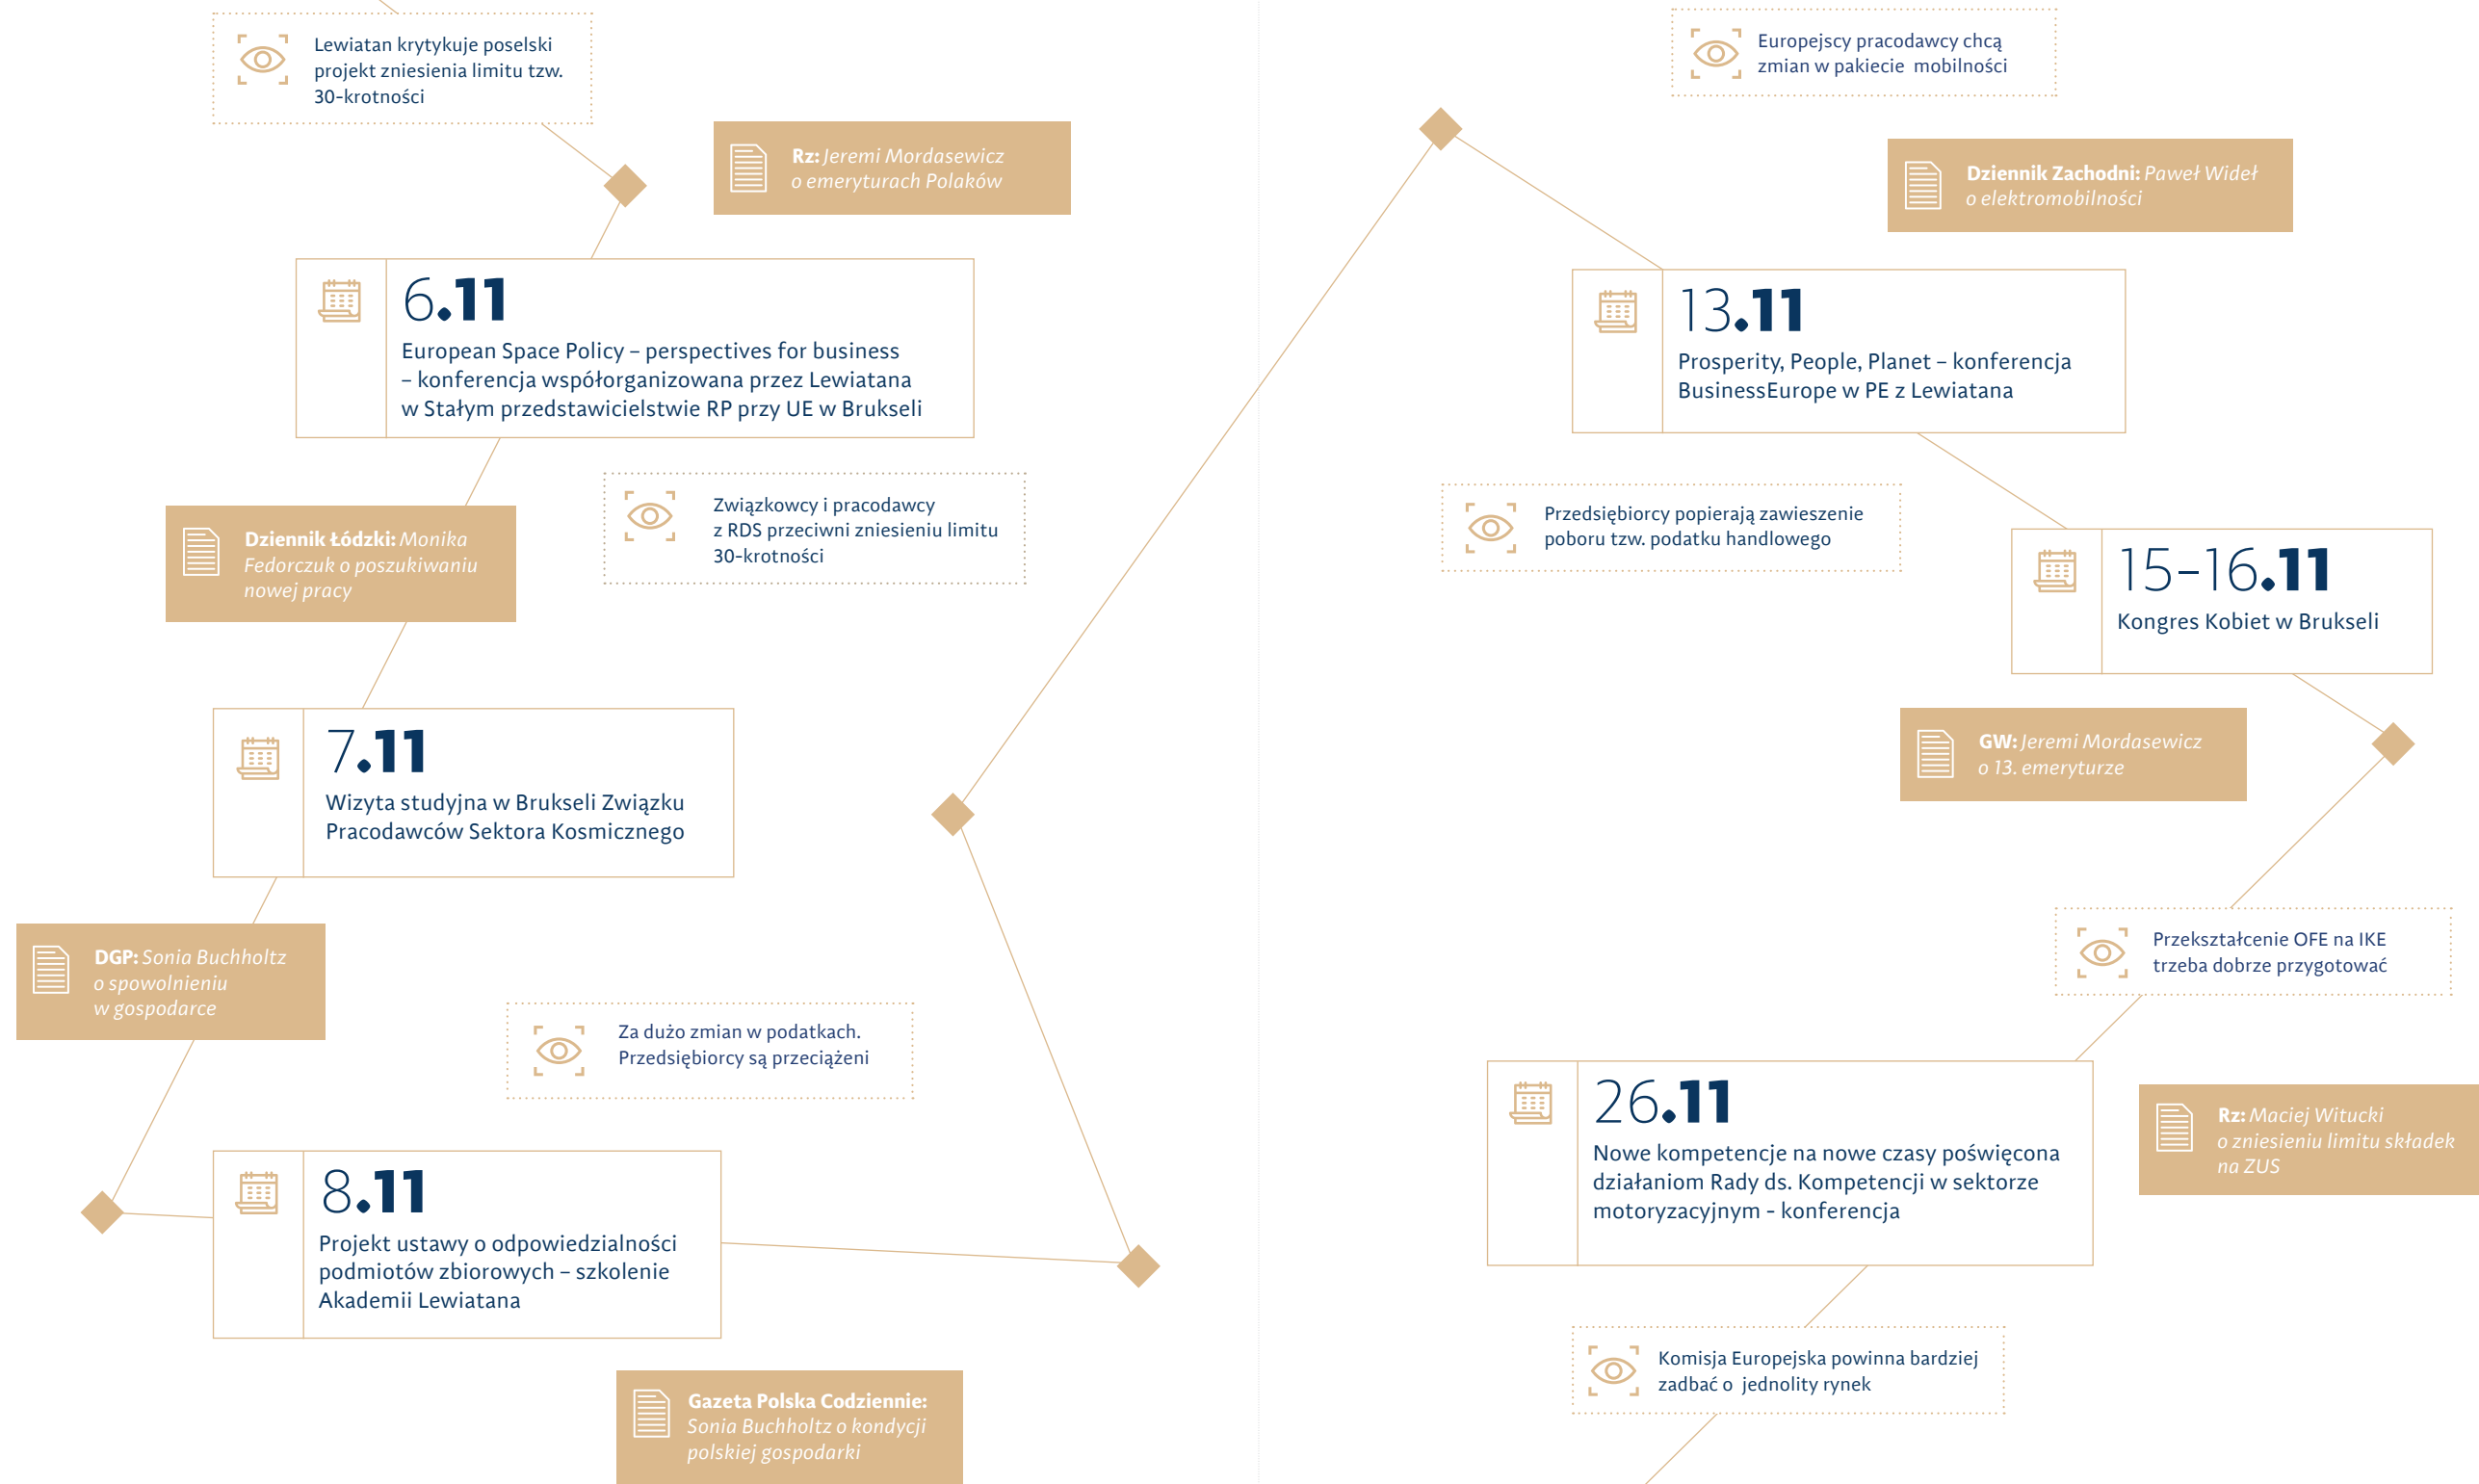 Lewiatan krytykuje poselski
projekt zniesienia limitu tzw.
30-krotności
Rz: Jeremi Mordasewicz
o emeryturach Polaków
6.11
European Space Policy – perspectives for business
– konferencja współorganizowana przez Lewiatana
w Stałym przedstawicielstwie RP przy UE w Brukseli
Dziennik Łódzki: Monika
Fedorczuk o poszukiwaniu
nowej pracy
Związkowcy i pracodawcy
z RDS przeciwni zniesieniu limitu
30-krotności
7.11
Wizyta studyjna w Brukseli Związku
Pracodawców Sektora Kosmicznego
DGP: Sonia Buchholtz
o spowolnieniu
w gospodarce
Za dużo zmian w podatkach.
Przedsiębiorcy są przeciążeni
8.11
Projekt ustawy o odpowiedzialności
podmiotów zbiorowych – szkolenie
Akademii Lewiatana
Gazeta Polska Codziennie:
Sonia Buchholtz o kondycji
polskiej gospodarki
Europejscy pracodawcy chcą
zmian w pakiecie mobilności
Dziennik Zachodni: Paweł Wideł
o elektromobilności
13.11
Prosperity, People, Planet – konferencja
BusinessEurope w PE z Lewiatana
Przedsiębiorcy popierają zawieszenie
poboru tzw. podatku handlowego
15-16.11
Kongres Kobiet w Brukseli
GW: Jeremi Mordasewicz
o 13. emeryturze
Przekształcenie OFE na IKE
trzeba dobrze przygotować
26.11
Nowe kompetencje na nowe czasy poświęcona
działaniom Rady ds. Kompetencji w sektorze
motoryzacyjnym - konferencja
Rz: Maciej Witucki
o zniesieniu limitu składek
na ZUS
Komisja Europejska powinna bardziej
zadbać o jednolity rynek